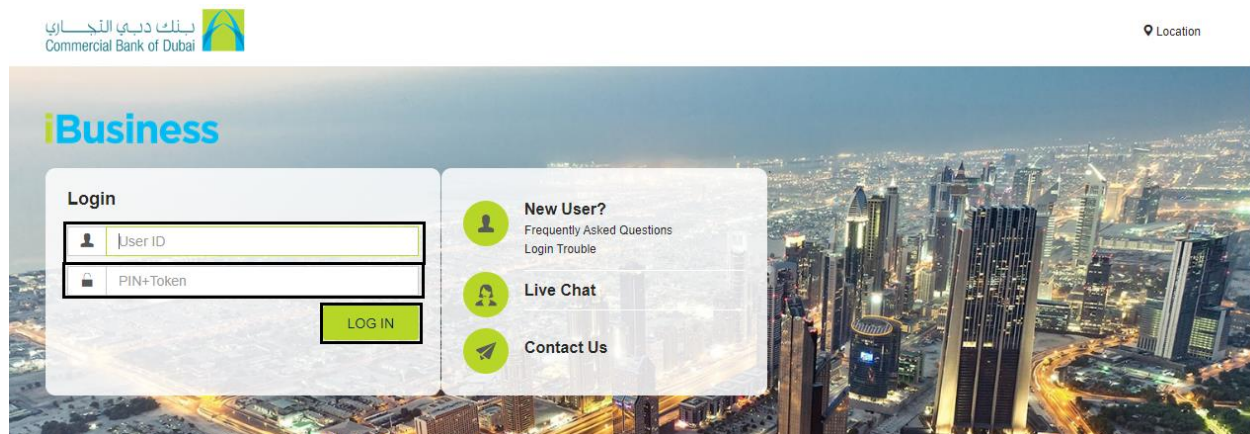 بنك دبي التجـــاري
Commercial Bank of Dubai
Location
iBusiness
Login
User ID
PIN+Token
LOG IN
New User?
Frequently Asked Questions
Login Trouble
Live Chat
Contact Us